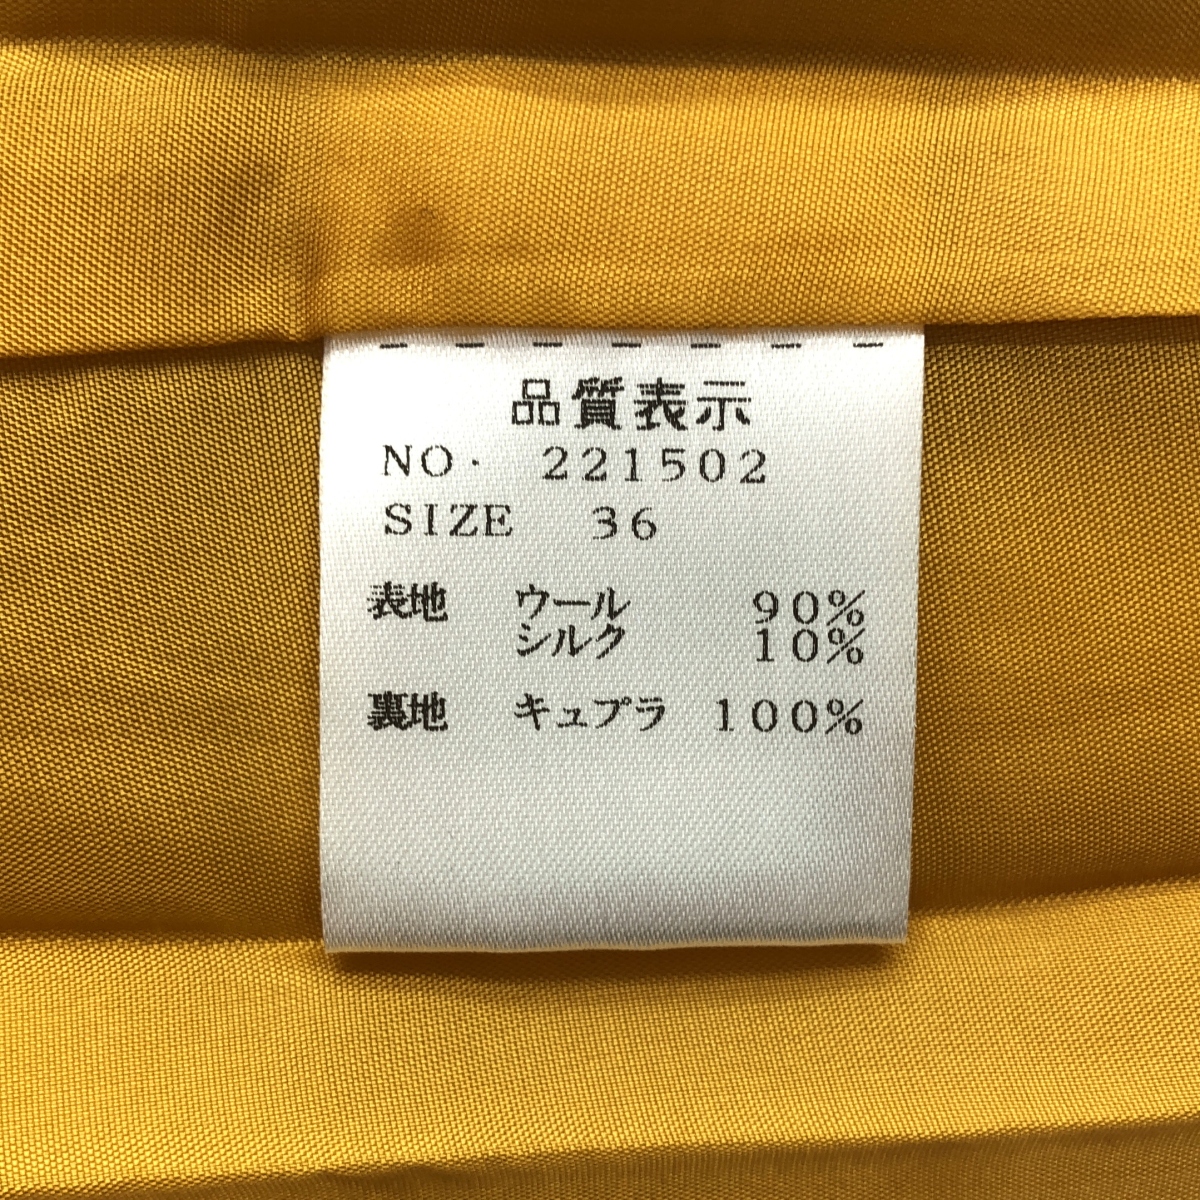 品質表示
NO. 221502
SIZE 36
表地 ウール 90%
シルク 10%
裏地 キュプラ 100%